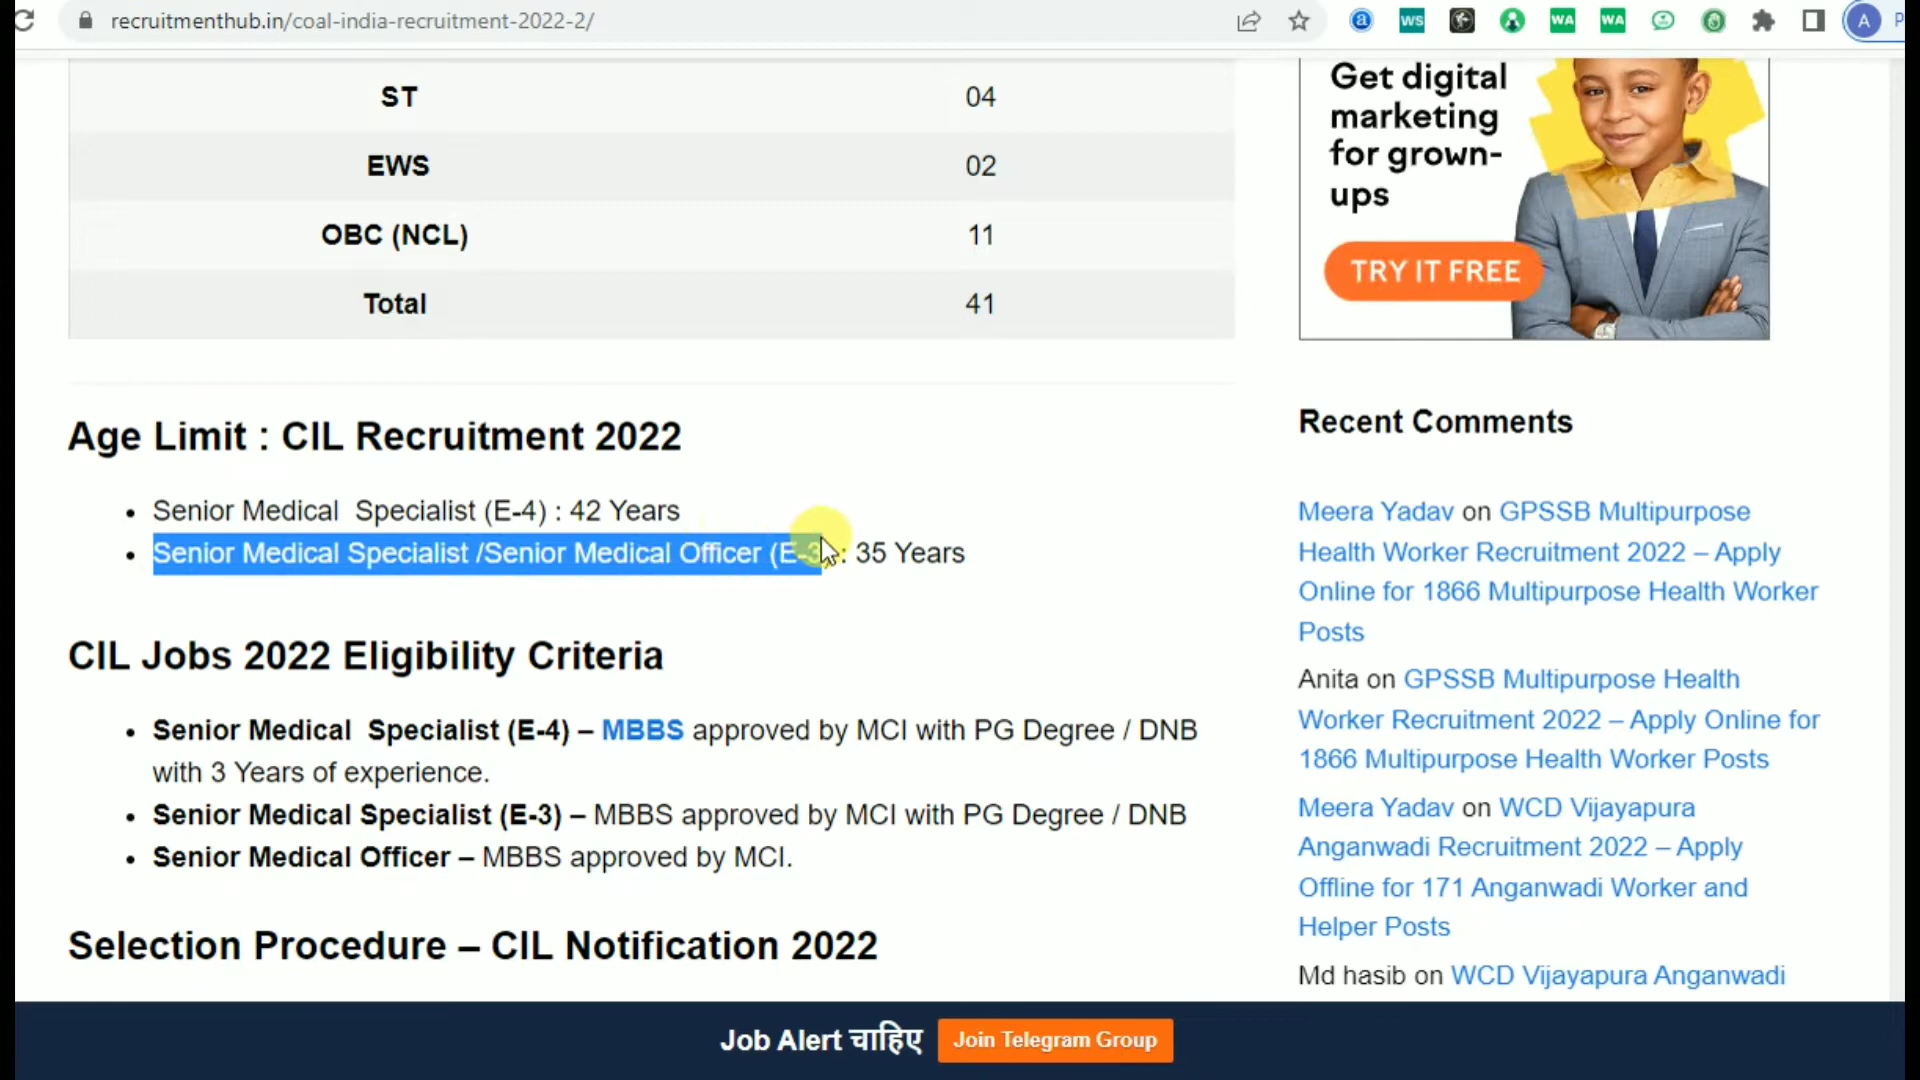 recruitmenthub.in/coal-india-recruitment-2022-2/
WS
WA
WA
A
ST 04
EWS 02
OBC (NCL) 11
Total 41
Get digital
marketing
for grown-
ups
TRY IT FREE
Age Limit : CIL Recruitment 2022
Senior Medical Specialist (E-4) : 42 Years
Senior Medical Specialist /Senior Medical Officer (E-3) : 35 Years
CIL Jobs 2022 Eligibility Criteria
Senior Medical Specialist (E-4) – MBBS approved by MCI with PG Degree / DNB
with 3 Years of experience.
Senior Medical Specialist (E-3) – MBBS approved by MCI with PG Degree / DNB
Senior Medical Officer – MBBS approved by MCI.
Selection Procedure – CIL Notification 2022
Recent Comments
Meera Yadav on GPSSB Multipurpose
Health Worker Recruitment 2022 – Apply
Online for 1866 Multipurpose Health Worker
Posts
Anita on GPSSB Multipurpose Health
Worker Recruitment 2022 – Apply Online for
1866 Multipurpose Health Worker Posts
Meera Yadav on WCD Vijayapura
Anganwadi Recruitment 2022 – Apply
Offline for 171 Anganwadi Worker and
Helper Posts
Md hasib on WCD Vijayapura Anganwadi
Job Alert चाहिए Join Telegram Group